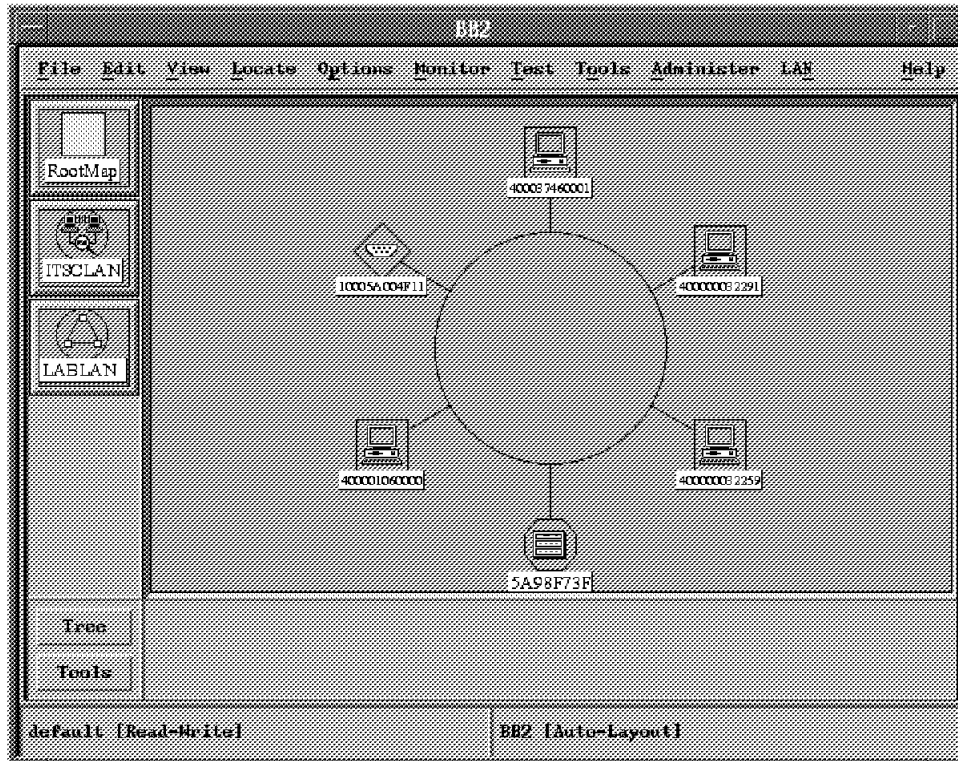 BB2
File Edit View Locate Options Monitor Test Tools Administer LAN Help
RootMap
ITSCLAN
LABLAN
400037460001
10005A004F11
400000032291
400001060000
400000032259
5A98F73F
Tree
Tools
default [Read-Write]
BB2 [Auto-Layout]